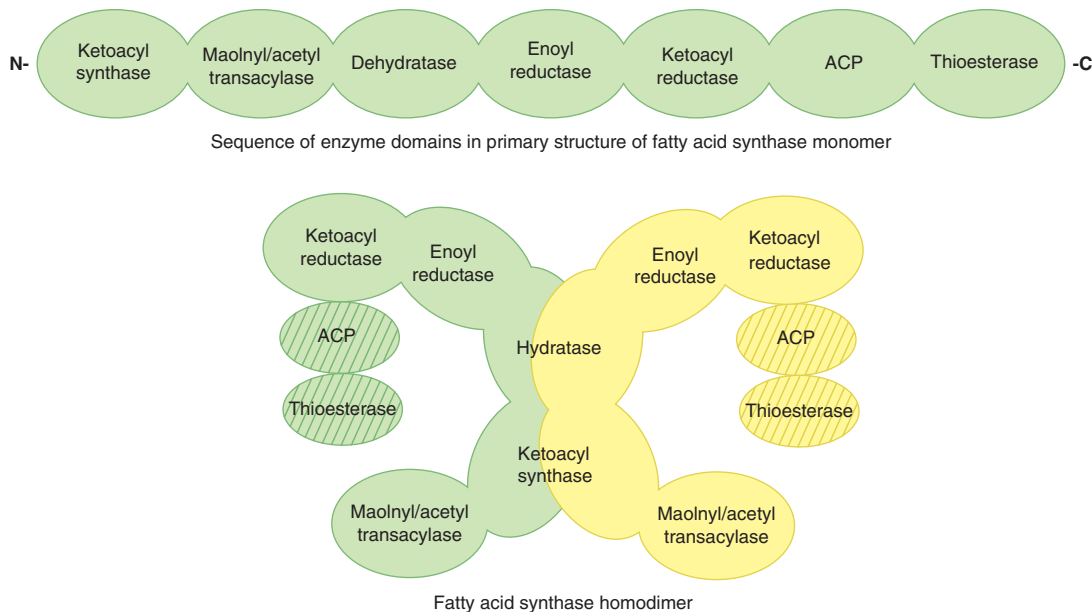 N-
Ketoacyl
synthase
Maolnyl/acetyl
transacylase
Dehydratase
Enoyl
reductase
Ketoacyl
reductase
ACP
Thioesterase
-C
Sequence of enzyme domains in primary structure of fatty acid synthase monomer
Ketoacyl
reductase
Enoyl
reductase
Enoyl
reductase
Ketoacyl
reductase
ACP
Hydratase
ACP
Thioesterase
Thioesterase
Ketoacyl
synthase
Maolnyl/acetyl
transacylase
Maolnyl/acetyl
transacylase
Fatty acid synthase homodimer